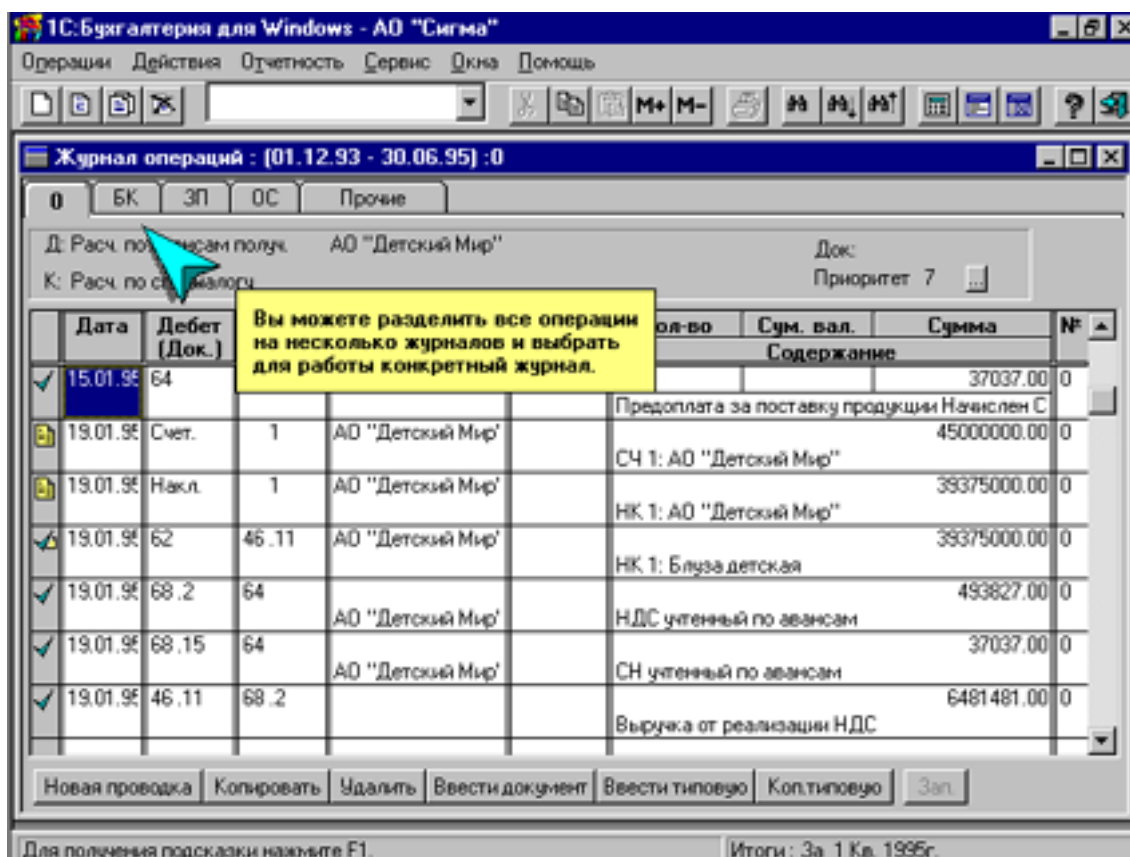 1С:Бухгалтерия для Windows - АО "Сигма"
Операции Действия Отчетность Сервис Окна Помощь
M+ M- ?
Журнал операций : (01.12.93 - 30.06.95) :0
0 БК ЗП ОС Прочие
Д: Расч. по получ. АО "Детский Мир" Док:
К: Расч. по Приоритет 7 ...
Вы можете разделить все операции
на несколько журналов и выбрать
для работы конкретный журнал.
Дата Дебет Сум. вал. Сумма №
(Док.) Содержание
15.01.95 64 37037.00 0
Предоплата за поставку продукции Начислен С
19.01.95 Счет. 1 АО "Детский Мир" 45000000.00 0
СЧ 1: АО "Детский Мир"
19.01.95 Накл. 1 АО "Детский Мир" 39375000.00 0
НК 1: АО "Детский Мир"
19.01.95 62 46.11 АО "Детский Мир" 39375000.00 0
НК 1: Блуза детская
19.01.95 68.2 64 493827.00 0
АО "Детский Мир" НДС учтенный по авансам
19.01.95 68.15 64 37037.00 0
АО "Детский Мир" СН учтенный по авансам
19.01.95 46.11 68.2 6481481.00 0
Выручка от реализации НДС
Новая проводка Копировать Удалить Ввести документ Ввести типовую Коп.типовую Зап.
Для получения подсказки нажмите F1. Итоги: За 1 Кв. 1995г.